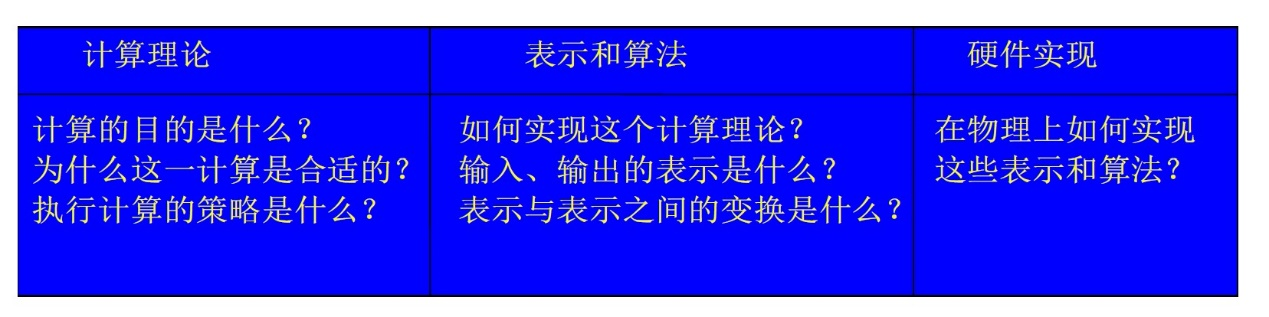 计算理论
表示和算法
硬件实现
计算的目的是什么？
为什么这一计算是合适的？
执行计算的策略是什么？
如何实现这个计算理论？
输入、输出的表示是什么？
表示与表示之间的变换是什么？
在物理上如何实现
这些表示和算法？